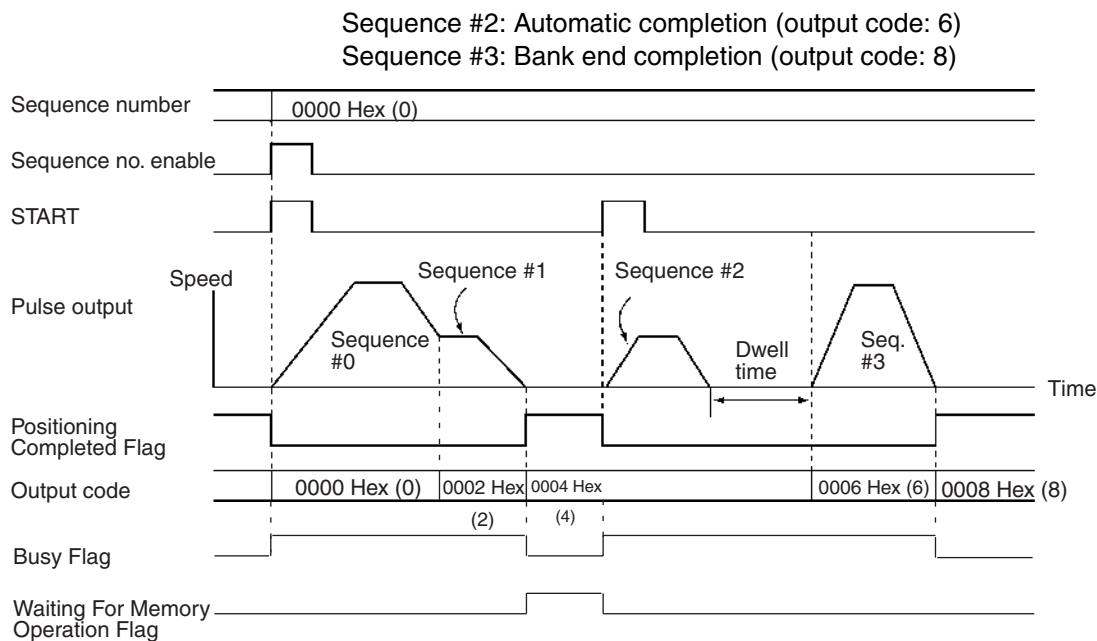 Sequence #2: Automatic completion (output code: 6)
Sequence #3: Bank end completion (output code: 8)
Sequence number
0000 Hex (0)
Sequence no. enable
START
Speed
Sequence #1
Sequence #2
Pulse output
Sequence
#0
Dwell
time
Seq.
#3
Time
Positioning
Completed Flag
Output code
0000 Hex (0)
0002 Hex
0004 Hex
0006 Hex (6)
0008 Hex (8)
(2)
(4)
Busy Flag
Waiting For Memory
Operation Flag